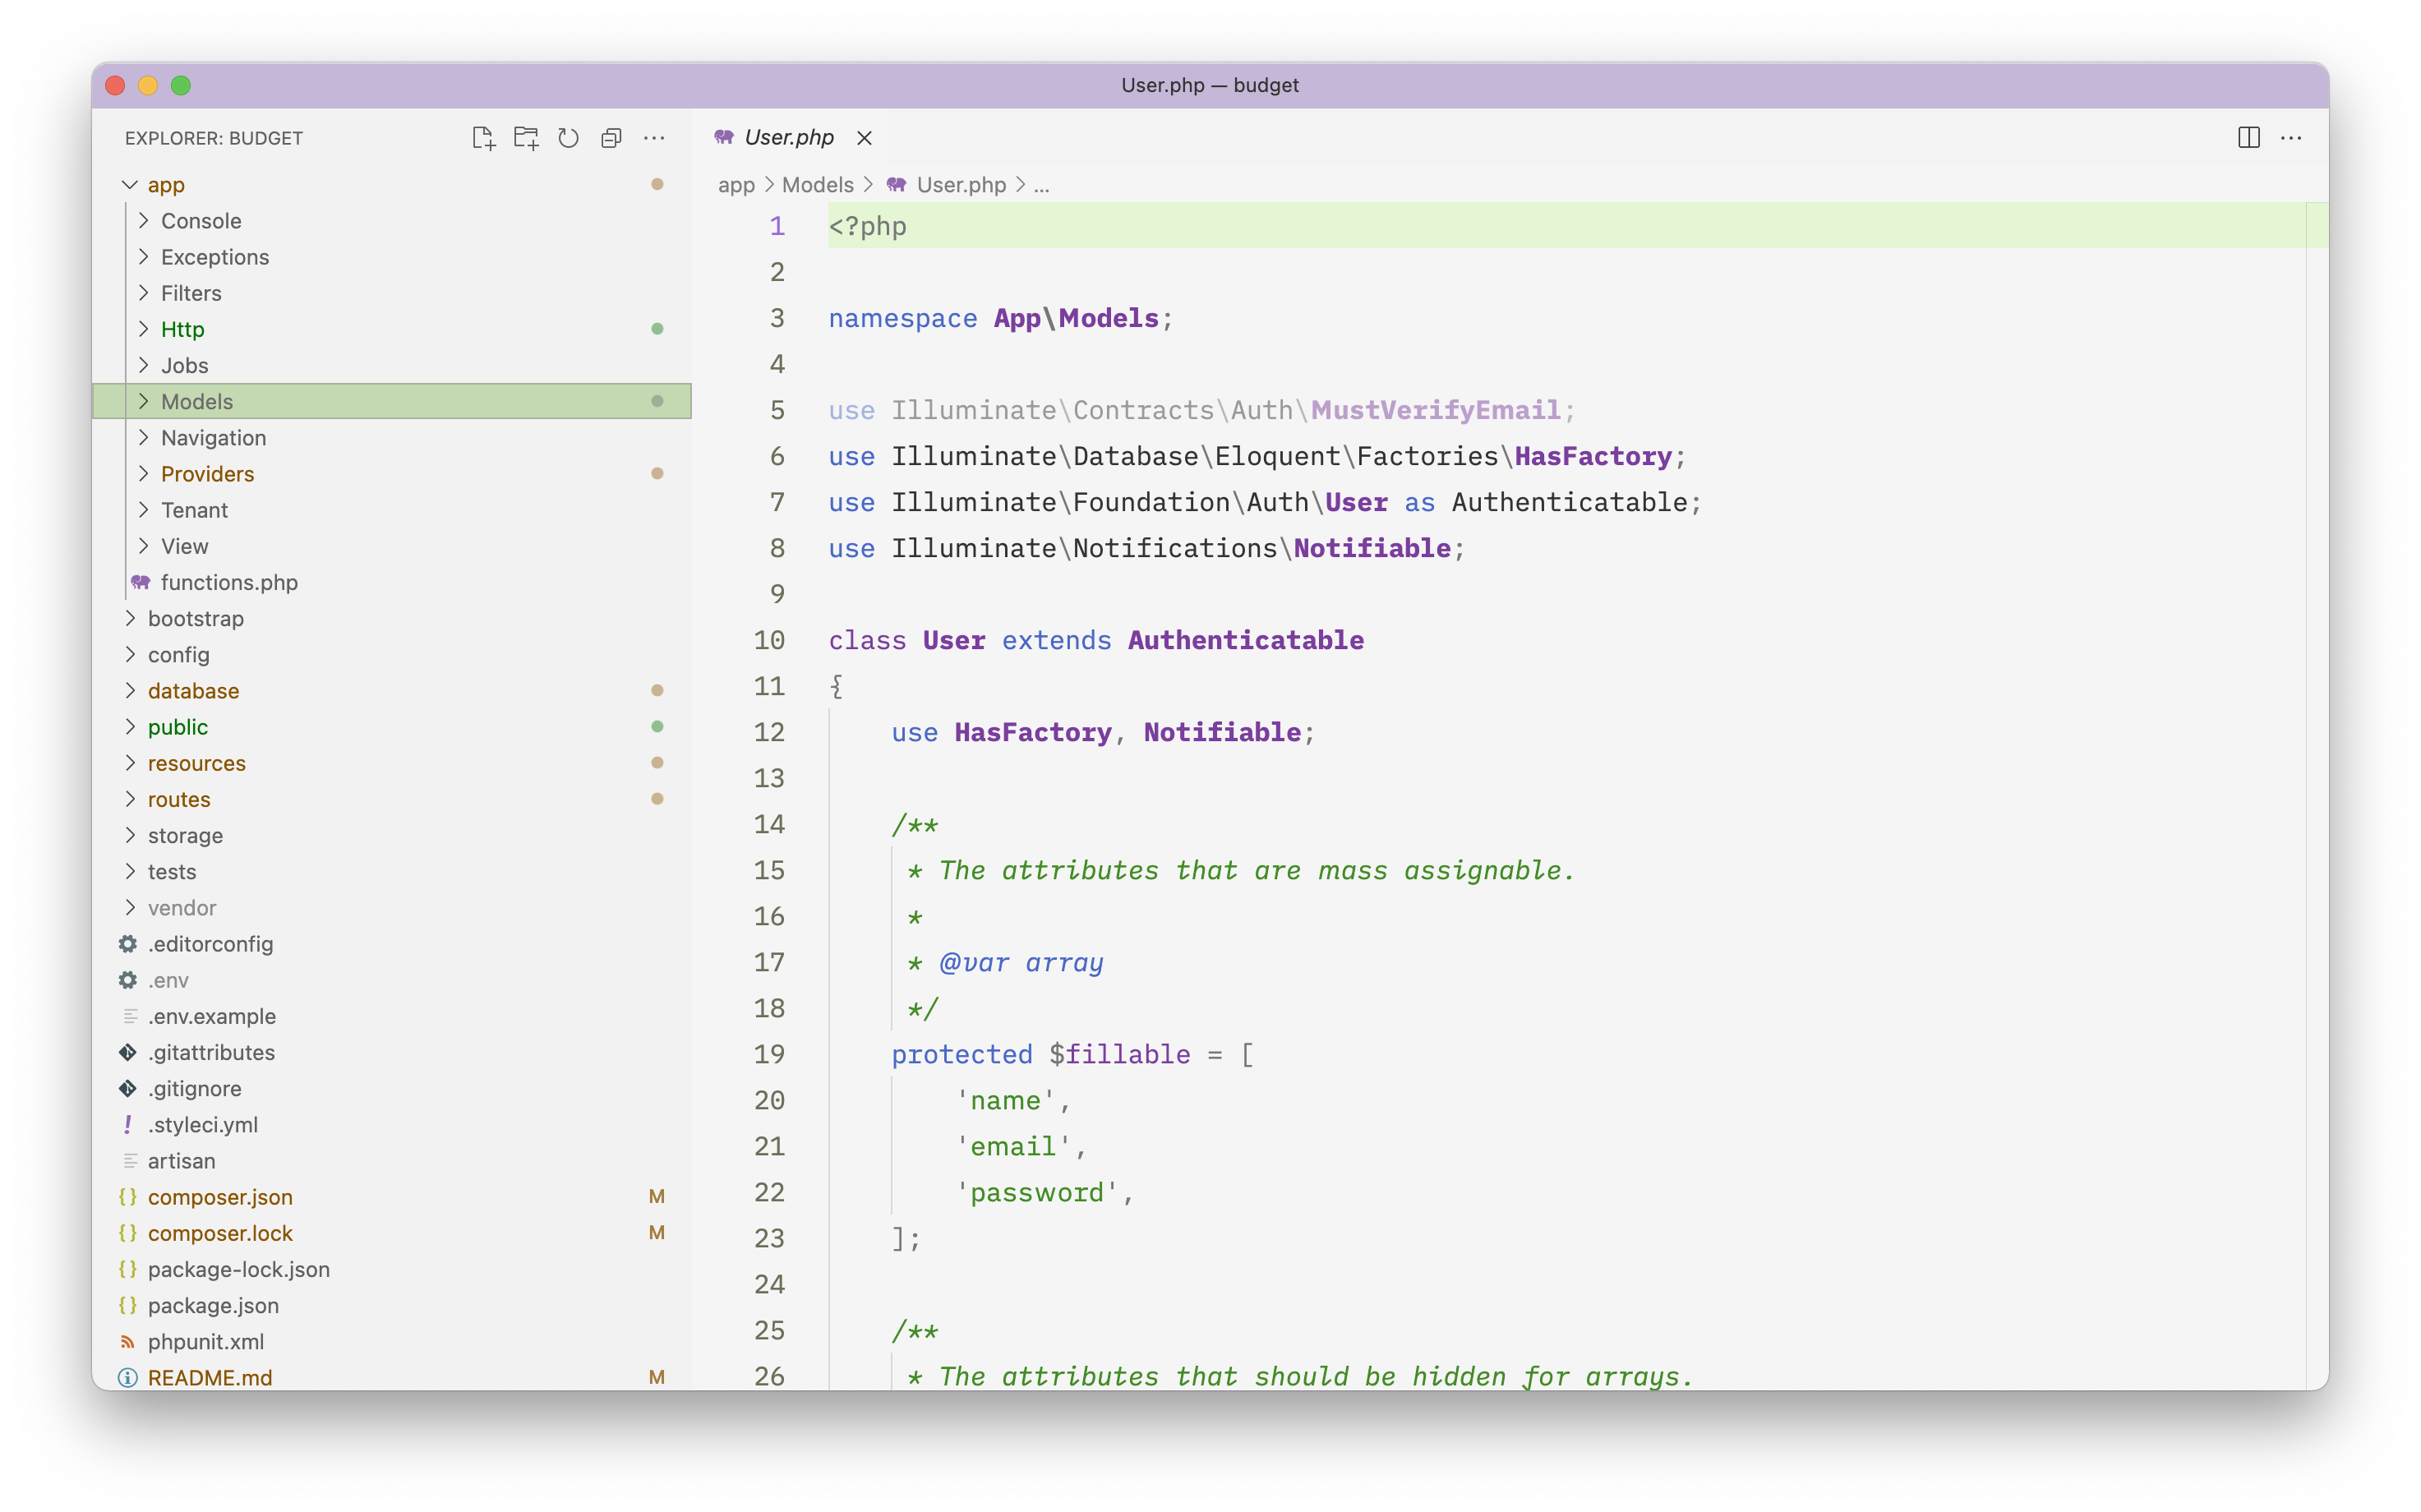 User.php — budget
EXPLORER: BUDGET
app
Console
Exceptions
Filters
Http
Jobs
Models
Navigation
Providers
Tenant
View
functions.php
bootstrap
config
database
public
resources
routes
storage
tests
vendor
.editorconfig
.env
.env.example
.gitattributes
.gitignore
.styleci.yml
artisan
composer.json M
composer.lock M
package-lock.json
package.json
phpunit.xml
README.md M
User.php
app > Models > User.php > ...
1 <?php
2
3 namespace App\Models;
4
5 use Illuminate\Contracts\Auth\MustVerifyEmail;
6 use Illuminate\Database\Eloquent\Factories\HasFactory;
7 use Illuminate\Foundation\Auth\User as Authenticatable;
8 use Illuminate\Notifications\Notifiable;
9
10 class User extends Authenticatable
11 {
12 use HasFactory, Notifiable;
13
14 /**
15 * The attributes that are mass assignable.
16 *
17 * @var array
18 */
19 protected $fillable = [
20 'name',
21 'email',
22 'password',
23 ];
24
25 /**
26 * The attributes that should be hidden for arrays.